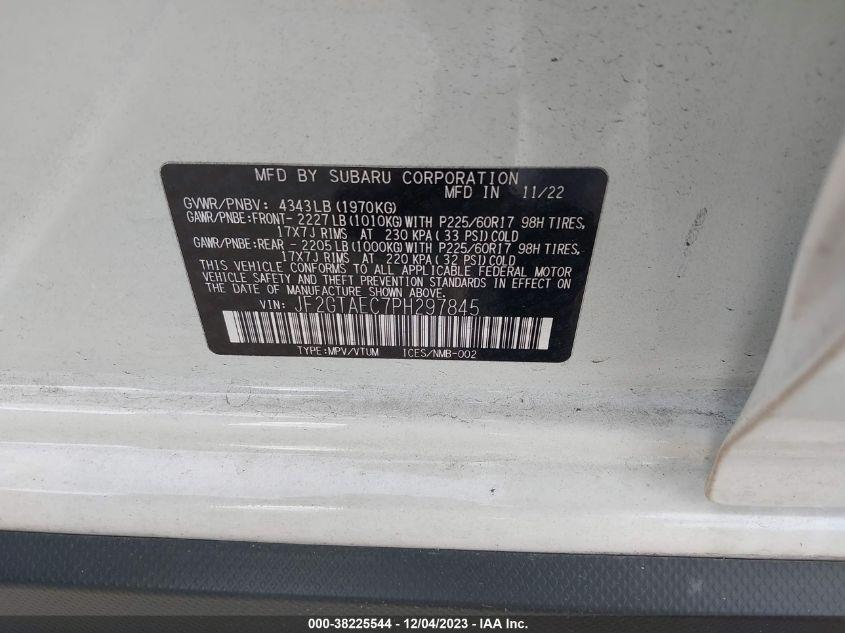 MFD BY SUBARU CORPORATION
MFD IN 11/22
GVWR/PNBV: 4343LB(1970KG)
GAWR/PNBE:FRONT- 2227LB(1010KG)WITH P225/60R17 98H TIRES,
17X7J RIMS AT 230 KPA( 33 PSI)COLD
GAWR/PNBE:REAR - 2205LB(1000KG)WITH P225/60R17 98H TIRES,
17X7J RIMS AT 220 KPA( 32 PSI)COLD
THIS VEHICLE CONFORMS TO ALL APPLICABLE FEDERAL MOTOR
VEHICLE SAFETY AND THEFT PREVENTION STANDARDS IN EFFECT ON
THE DATE OF MANUFACTURE SHOWN ABOVE.
VIN: JF2GTAEC7PH297845
TYPE:MPV/VTUM ICES/NMB-002
000-38225544 - 12/04/2023 - IAA Inc.